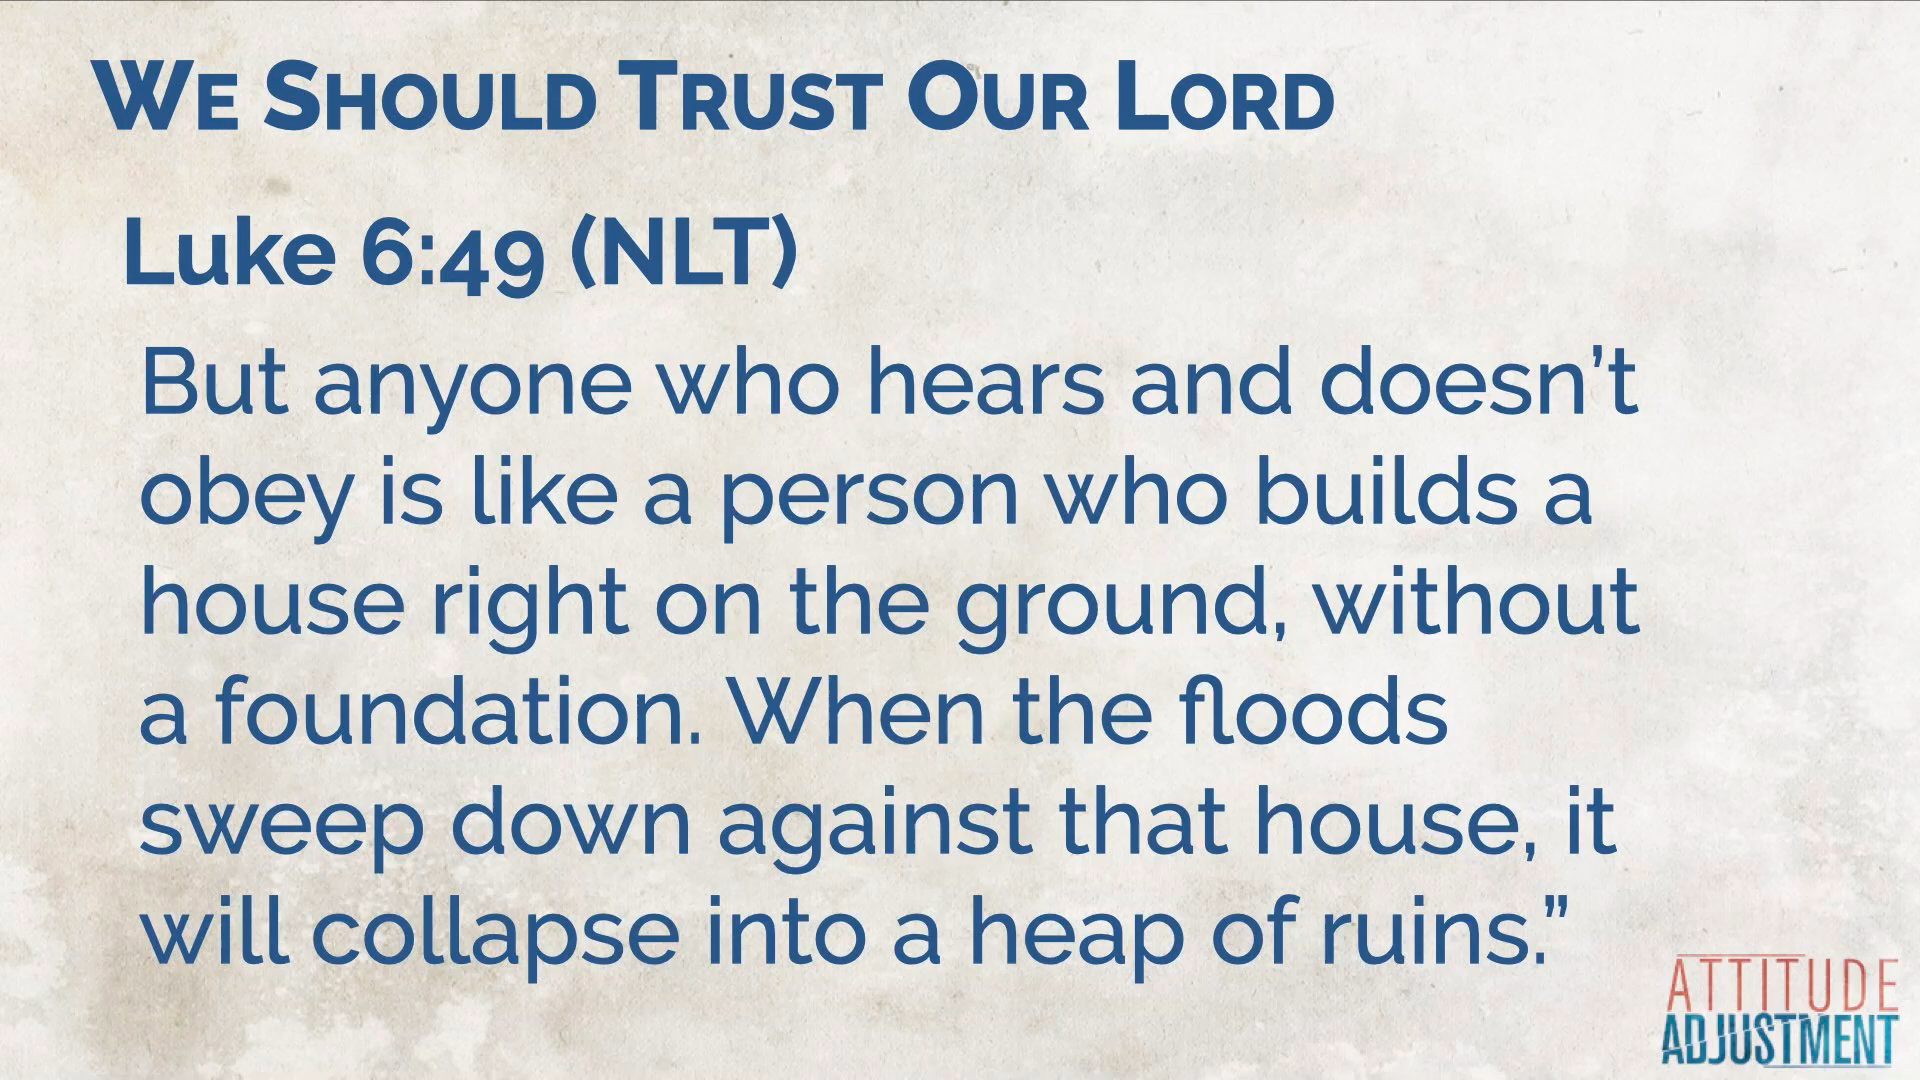 We Should Trust Our Lord
Luke 6:49 (NLT)
But anyone who hears and doesn’t
obey is like a person who builds a
house right on the ground, without
a foundation. When the floods
sweep down against that house, it
will collapse into a heap of ruins.”
ATTITUDE
ADJUSTMENT